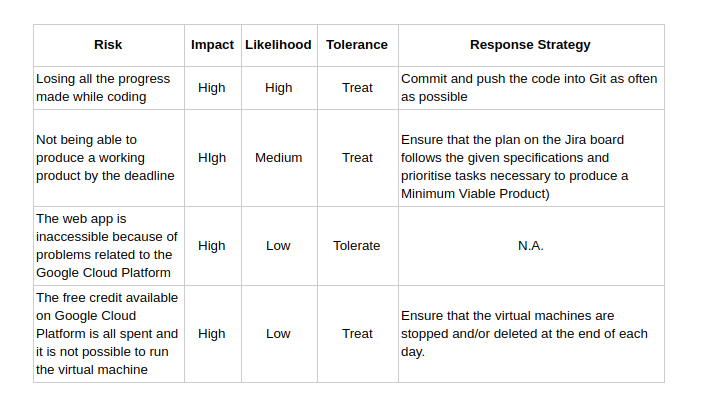 Risk Impact Likelihood Tolerance Response Strategy
Losing all the progress
made while coding
High
High
Treat
Commit and push the code into Git as often
as possible
Not being able to
produce a working
product by the deadline
HIgh
Medium
Treat
Ensure that the plan on the Jira board
follows the given specifications and
prioritise tasks necessary to produce a
Minimum Viable Product)
The web app is
inaccessible because of
problems related to the
Google Cloud Platform
High
Low
Tolerate
N.A.
The free credit available
on Google Cloud
Platform is all spent and
it is not possible to run
the virtual machine
High
Low
Treat
Ensure that the virtual machines are
stopped and/or deleted at the end of each
day.